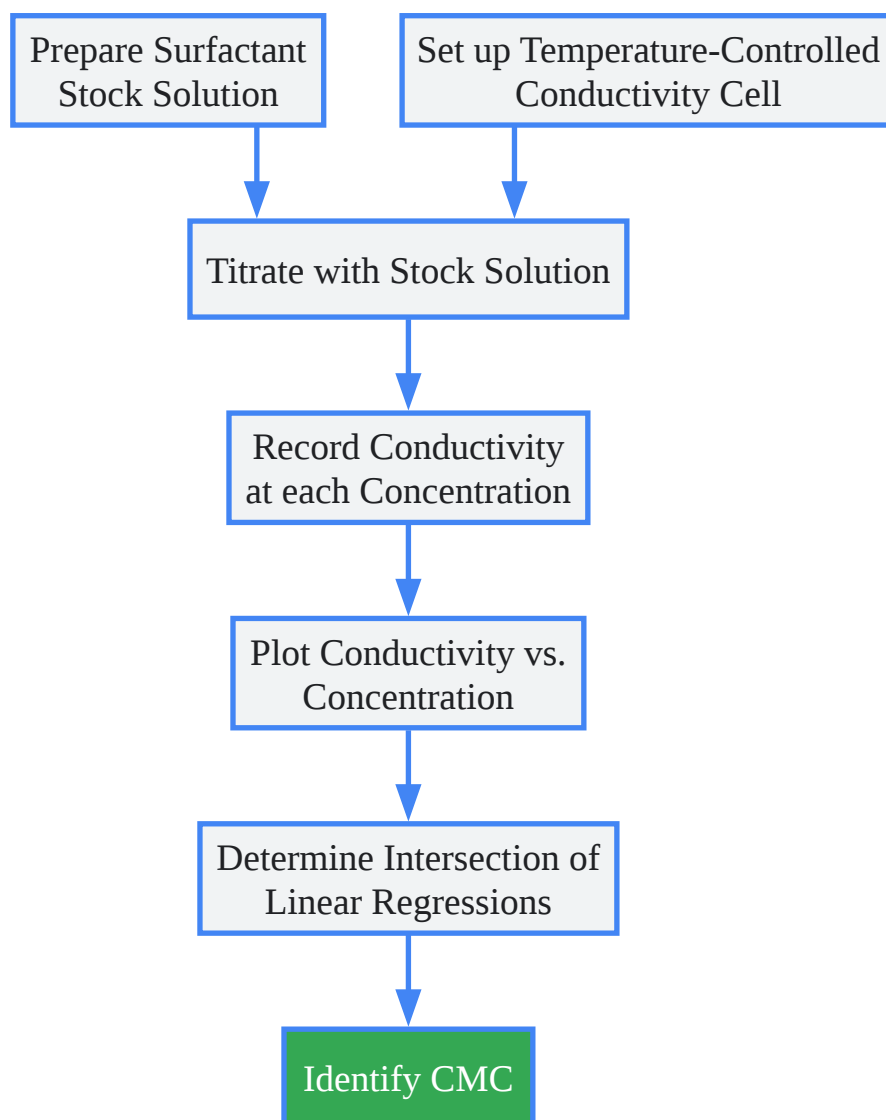 Prepare Surfactant
Stock Solution
Set up Temperature-Controlled
Conductivity Cell
Titrate with Stock Solution
Record Conductivity
at each Concentration
Plot Conductivity vs.
Concentration
Determine Intersection of
Linear Regressions
Identify CMC